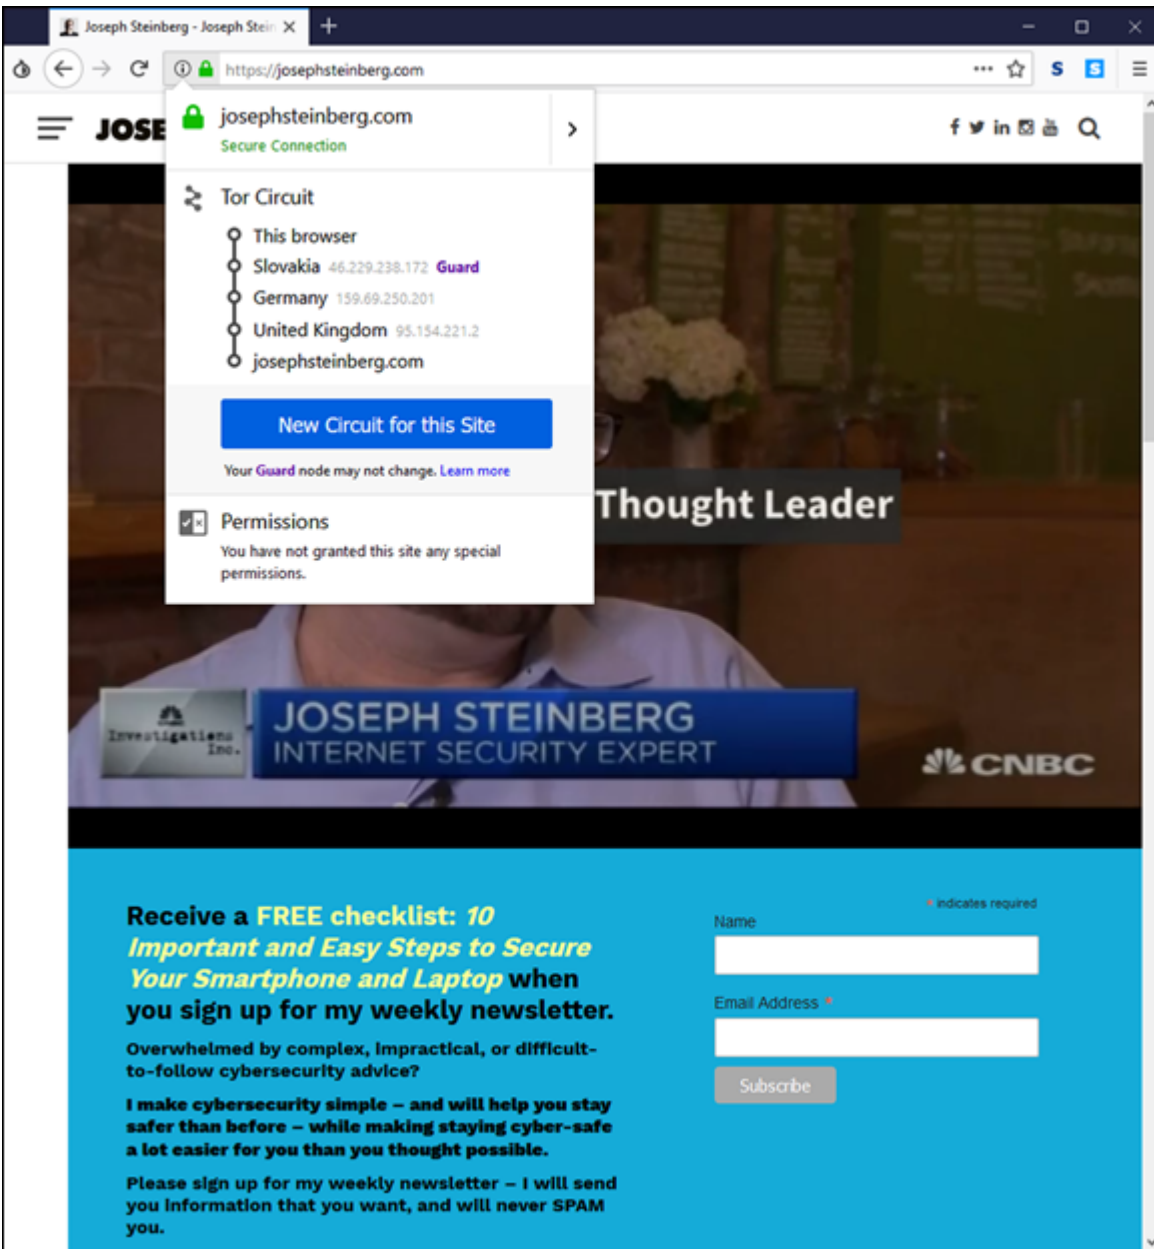 Joseph Steinberg - Joseph Stein
https://josephsteinberg.com
JOSE
josephsteinberg.com
Secure Connection
Tor Circuit
This browser
Slovakia 46.229.238.172 Guard
Germany 159.69.250.201
United Kingdom 95.154.221.2
josephsteinberg.com
New Circuit for this Site
Your Guard node may not change. Learn more
Permissions
You have not granted this site any special
permissions.
Thought Leader
Investigations
Inc.
JOSEPH STEINBERG
INTERNET SECURITY EXPERT
CNBC
Receive a FREE checklist: 10
Important and Easy Steps to Secure
Your Smartphone and Laptop when
you sign up for my weekly newsletter.
Overwhelmed by complex, impractical, or difficult-
to-follow cybersecurity advice?
I make cybersecurity simple – and will help you stay
safer than before – while making staying cyber-safe
a lot easier for you than you thought possible.
Please sign up for my weekly newsletter – I will send
you information that you want, and will never SPAM
you.
* indicates required
Name
Email Address *
Subscribe